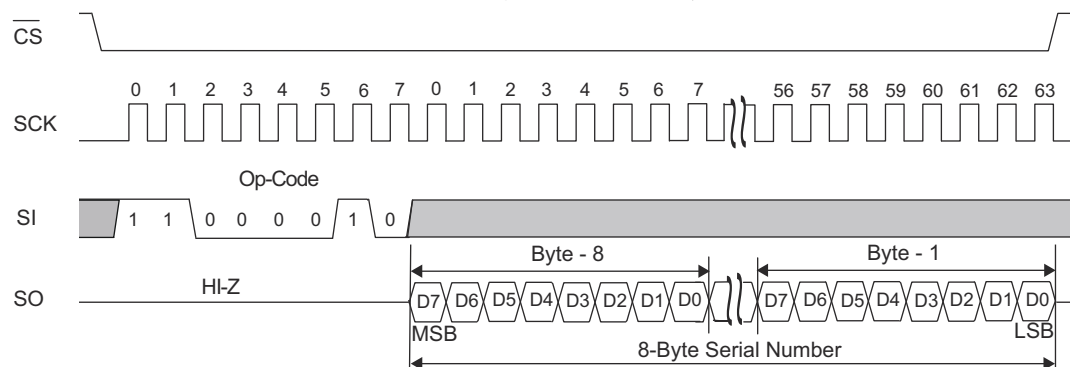 CS
0 1 2 3 4 5 6 7 0 1 2 3 4 5 6 7 56 57 58 59 60 61 62 63
SCK
Op-Code
SI 1 1 0 0 0 0 1 0
Byte - 8 Byte - 1
HI-Z
SO D7 D6 D5 D4 D3 D2 D1 D0 D7 D6 D5 D4 D3 D2 D1 D0
MSB LSB
8-Byte Serial Number